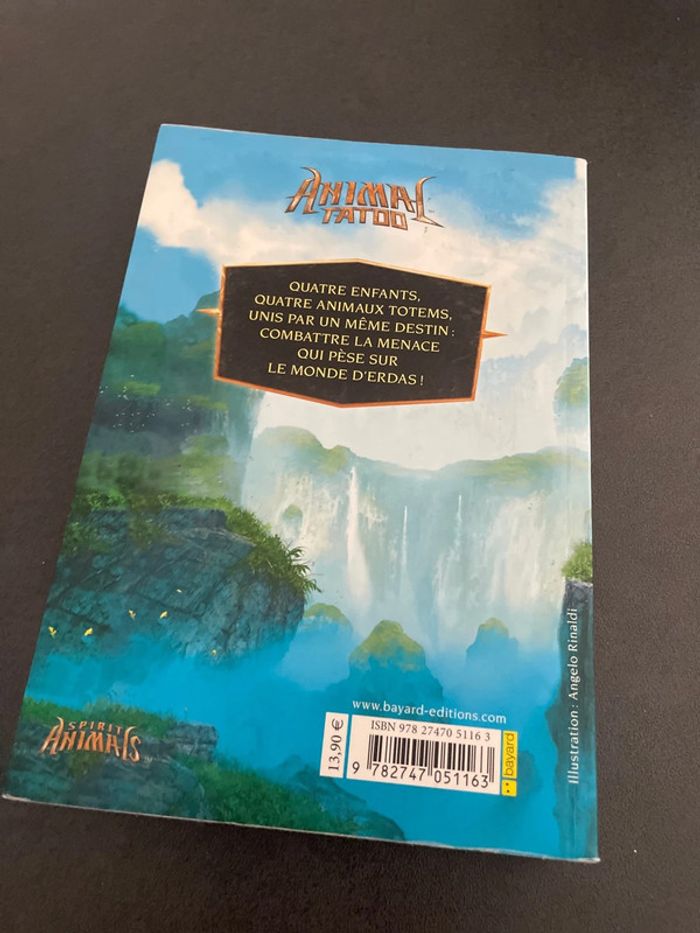 ANIMAL
TATOO
QUATRE ENFANTS,
QUATRE ANIMAUX TOTEMS,
UNIS PAR UN MÊME DESTIN :
COMBATTRE LA MENACE
QUI PÈSE SUR
LE MONDE D'ERDAS !
Illustration : Angelo Rinaldi
SPIRIT
ANIMALS™
www.bayard-editions.com
13,90 €
ISBN 978 27470 5116 3
9 782747 051163
bayard